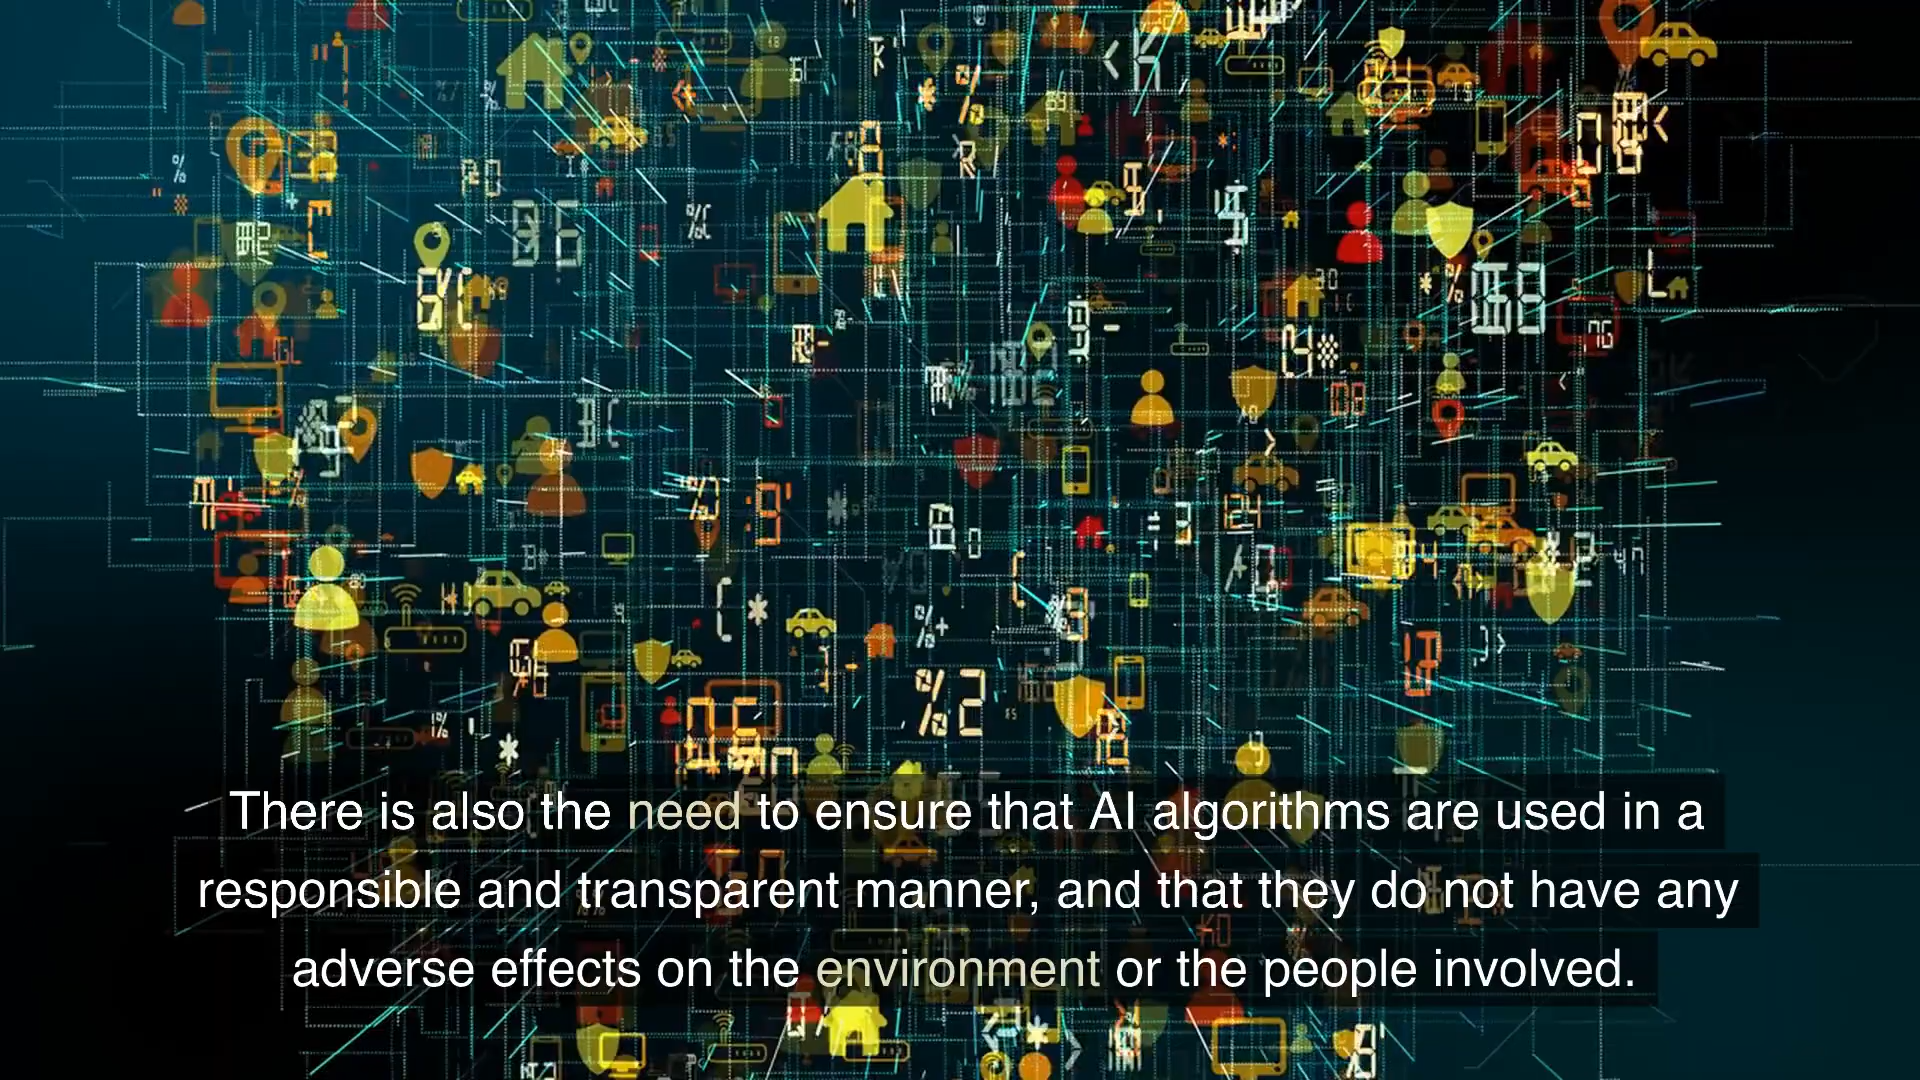 There is also the need to ensure that AI algorithms are used in a
responsible and transparent manner, and that they do not have any
adverse effects on the environment or the people involved.